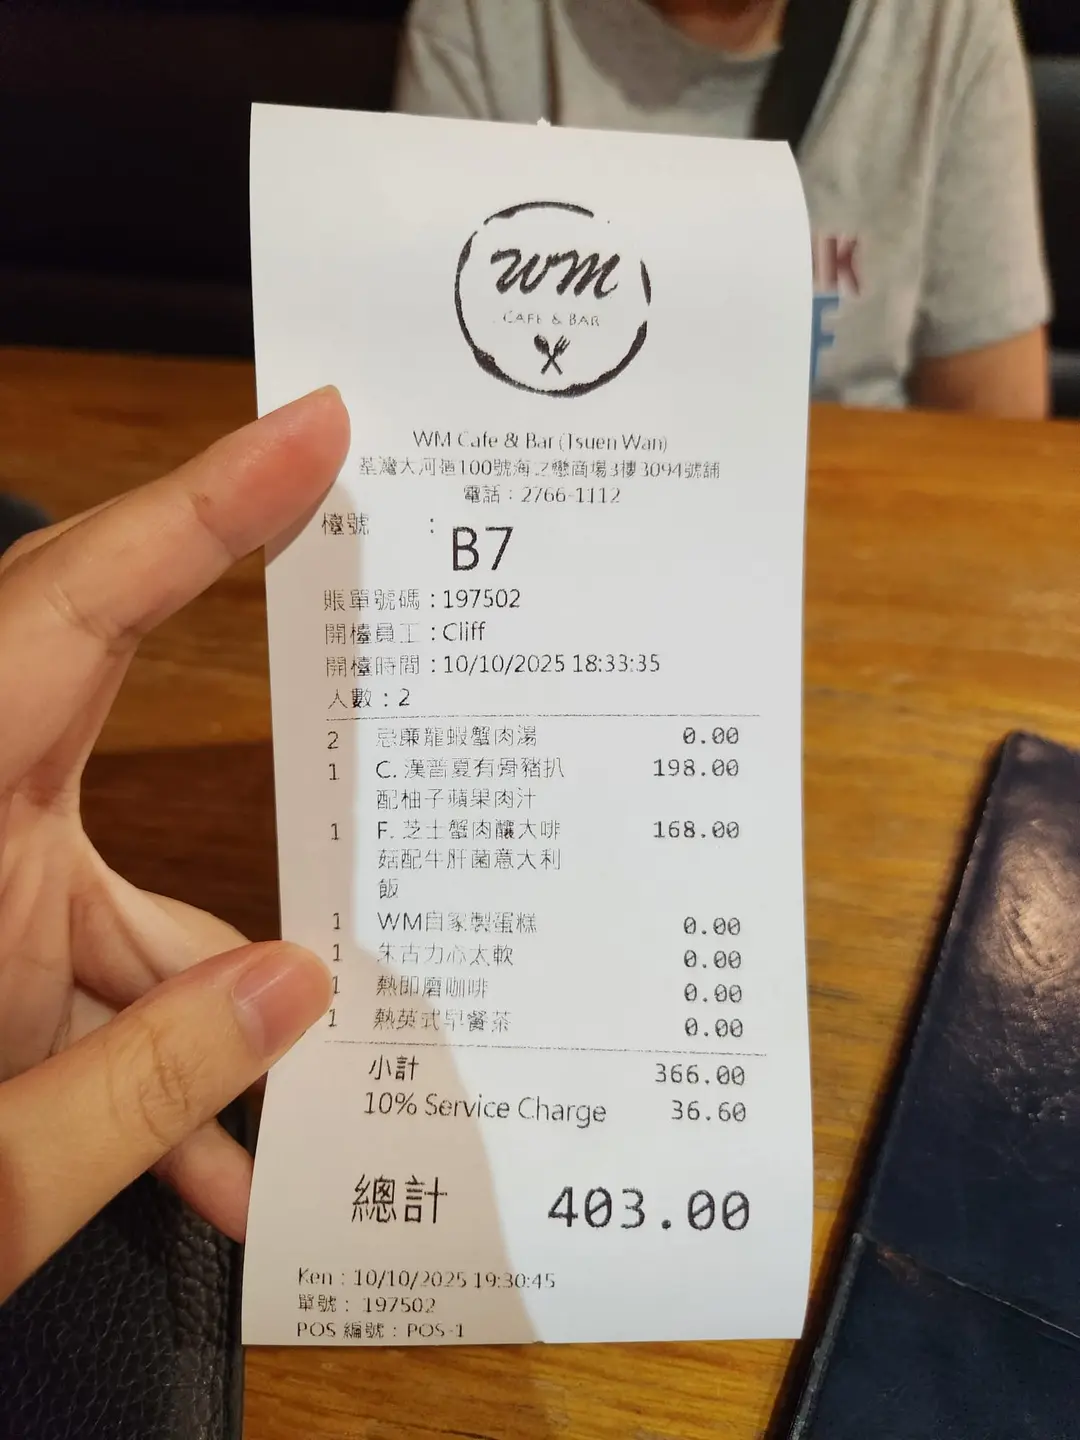 WM
CAFE & BAR
WM Cafe & Bar (Tsuen Wan)
荃灣大河道100號海之戀商場3樓3094號舖
電話：2766-1112
檯號 : B7
賬單號碼 : 197502
開檯員工 : Cliff
開檯時間 : 10/10/2025 18:33:35
人數 : 2
2 忌廉龍蝦蟹肉湯 0.00
1 C. 漢普夏有骨豬扒 198.00
配柚子蘋果肉汁
1 F. 芝士蟹肉釀大啡 168.00
菇配牛肝菌意大利
飯
1 WM自家製蛋糕 0.00
1 朱古力心太軟 0.00
1 熱即磨咖啡 0.00
1 熱英式早餐茶 0.00
小計 366.00
10% Service Charge 36.60
總計 403.00
Ken : 10/10/2025 19:30:45
單號 : 197502
POS 編號 : POS-1